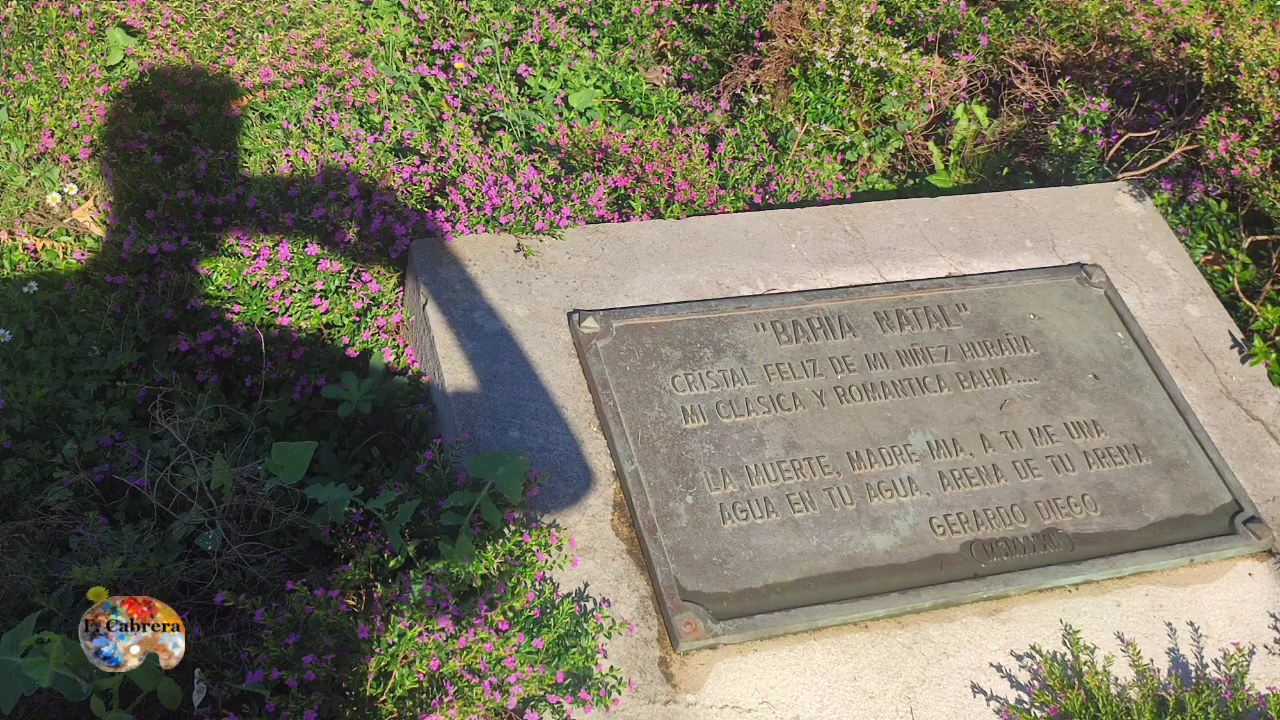 "BAHIA NATAL"
CRISTAL FELIZ DE MI NIÑEZ HURAÑA
MI CLASICA Y ROMANTICA BAHIA....
LA MUERTE, MADRE MIA, A TI ME UNA
AGUA EN TU AGUA, ARENA DE TU ARENA
GERARDO DIEGO
F. Cabrera